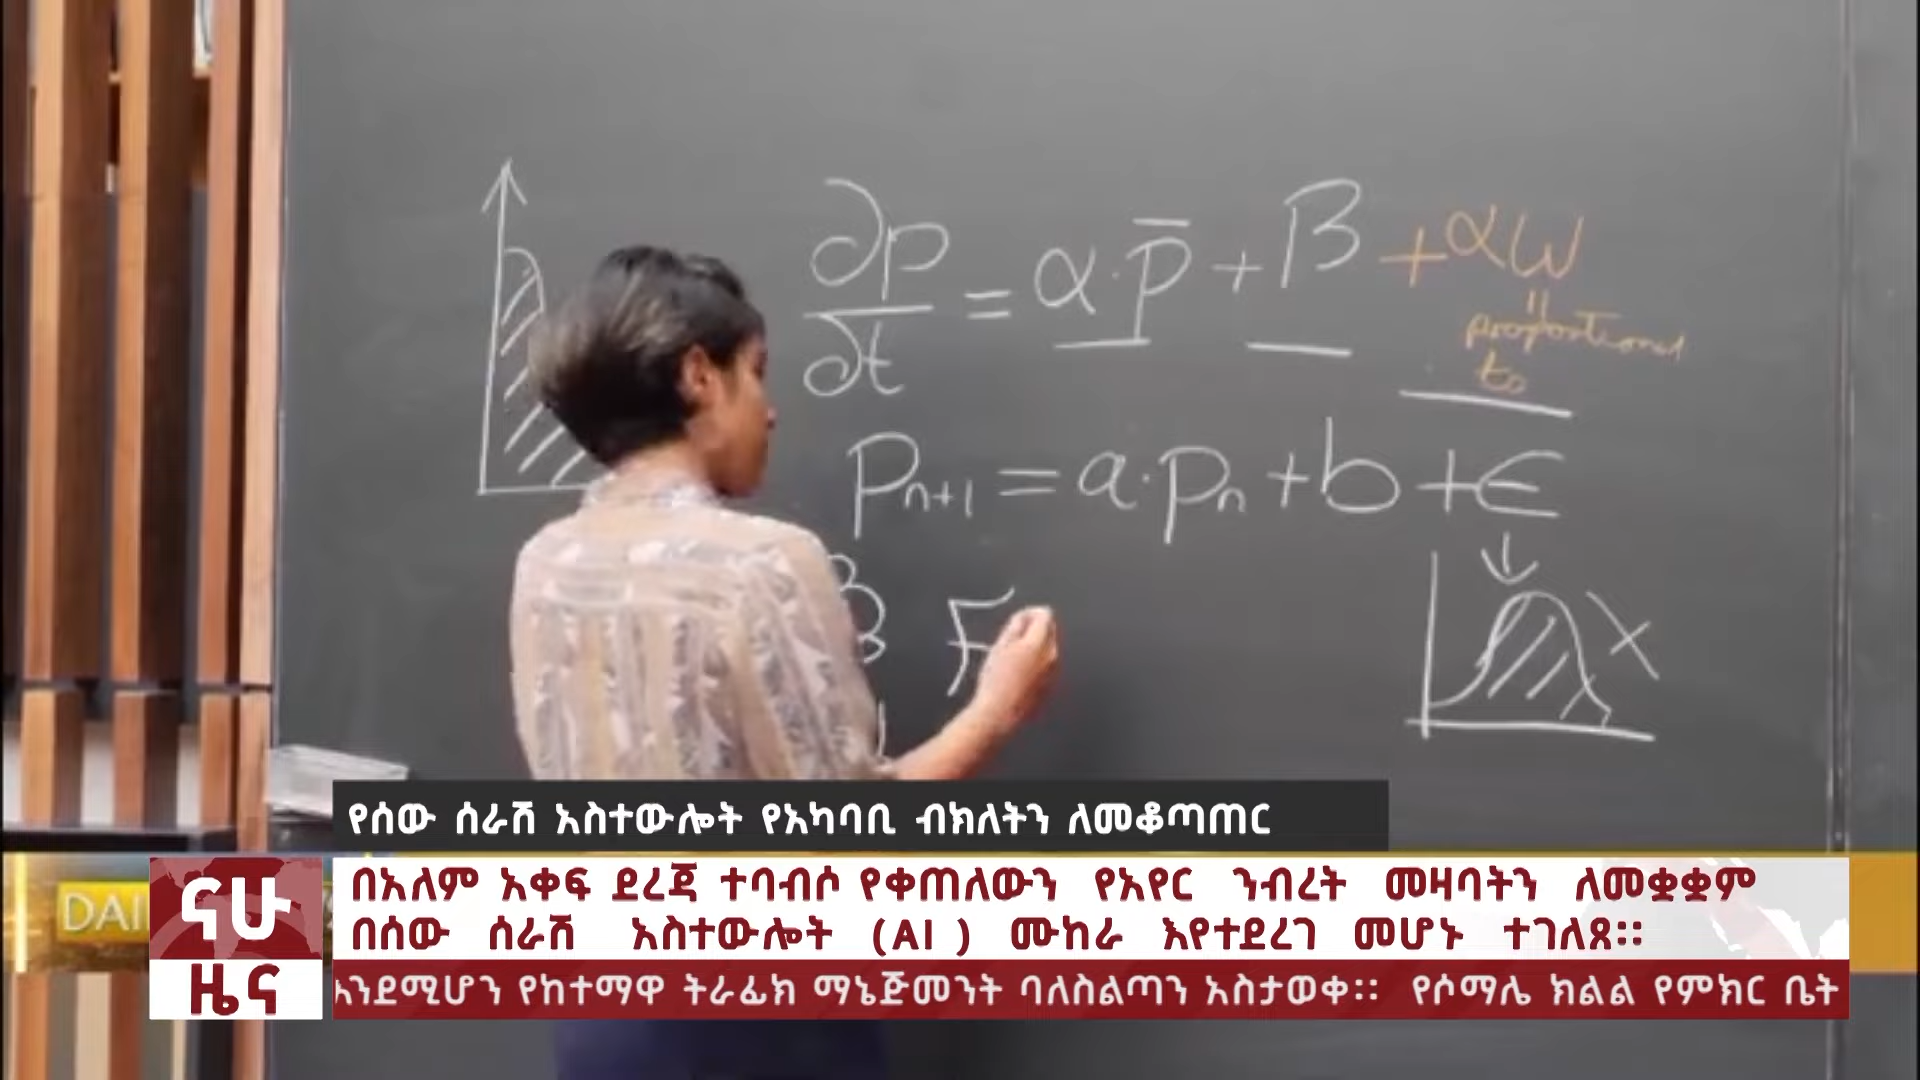 ∂p/∂t = α·p̄ + β + αW
"
proportional
to
Pn+1 = a·pn + b + ϵ
β F
X
የሰው ሰራሽ አስተውሎት የአካባቢ ብክለትን ለመቆጣጠር
DAI
ናሁ
ዜና
በአለም አቀፍ ደረጃ ተባብሶ የቀጠለውን የአየር ንብረት መዛባትን ለመቋቋም
በሰው ሰራሽ አስተውሎት (AI ) ሙከራ እየተደረገ መሆኑ ተገለጸ፡፡
እንደሚሆን የከተማዋ ትራፊክ ማኔጅመንት ባለስልጣን አስታወቀ፡፡ የሶማሌ ክልል የምክር ቤት